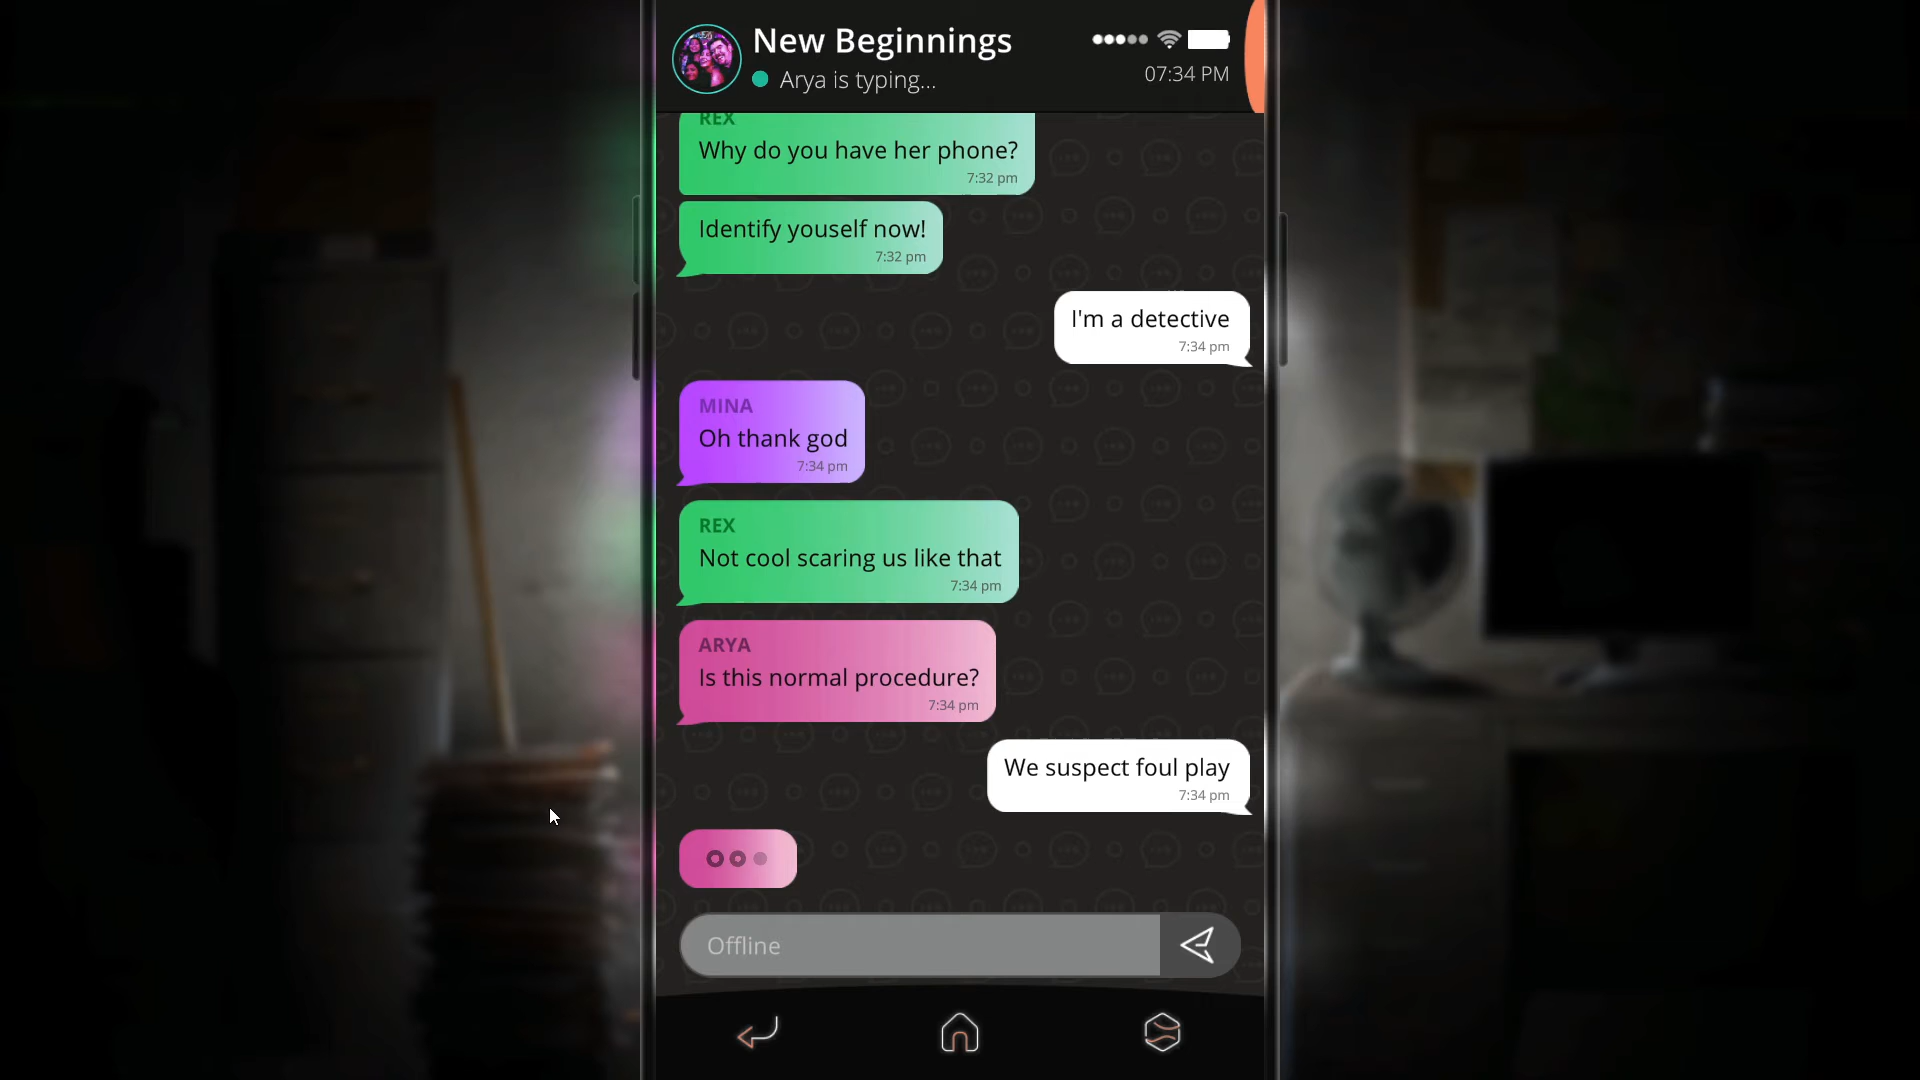 New Beginnings
Arya is typing...
07:34 PM
REX
Why do you have her phone?
7:32 pm
Identify youself now!
7:32 pm
I'm a detective
7:34 pm
MINA
Oh thank god
7:34 pm
REX
Not cool scaring us like that
7:34 pm
ARYA
Is this normal procedure?
7:34 pm
We suspect foul play
7:34 pm
Offline